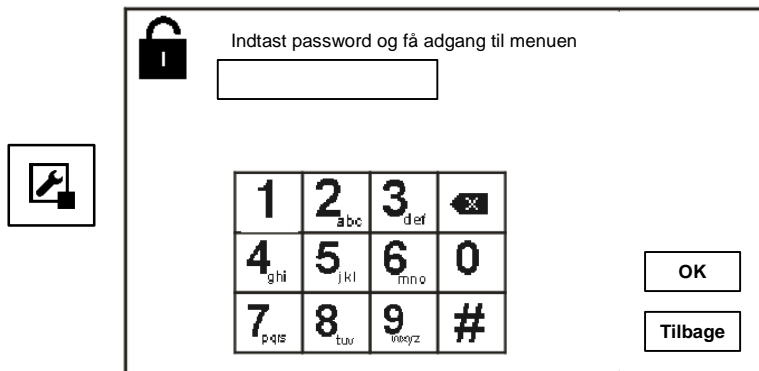 Indtast password og få adgang til menuen
1 2 abc 3 def
4 ghi 5 jkl 6 mno 0
7 pqrs 8 tuv 9 wxyz #
OK
Tilbage